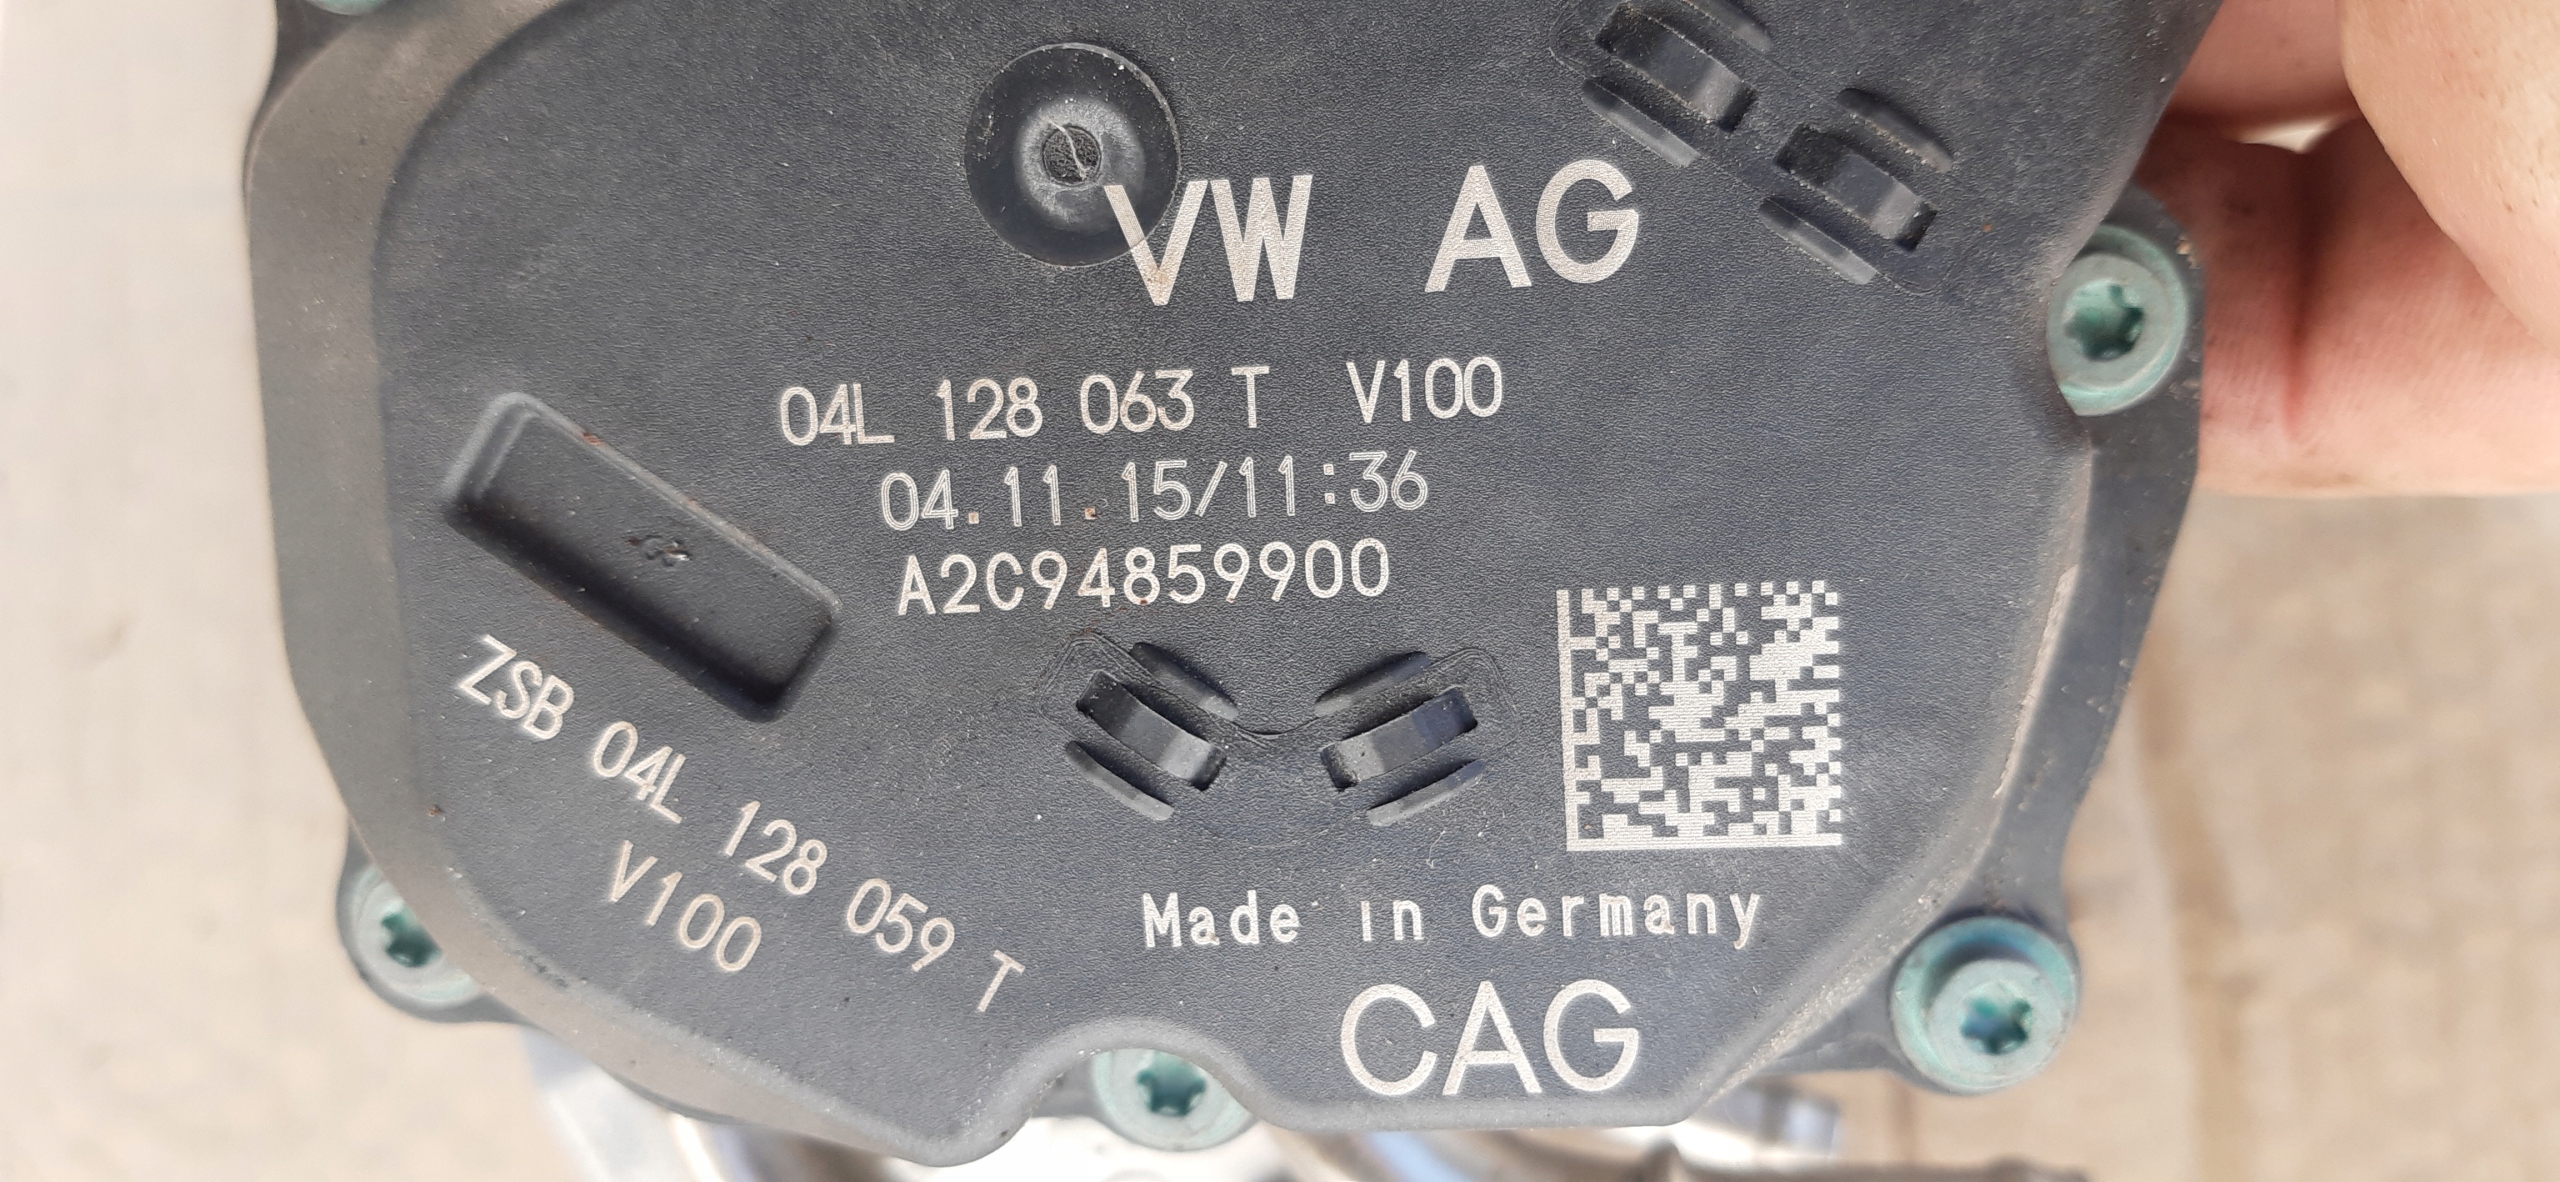 VW AG
04L 128 063 T V100
04.11.15/11:36
A2C94859900
ZSB 04L 128 059 T
V100
Made in Germany
CAG